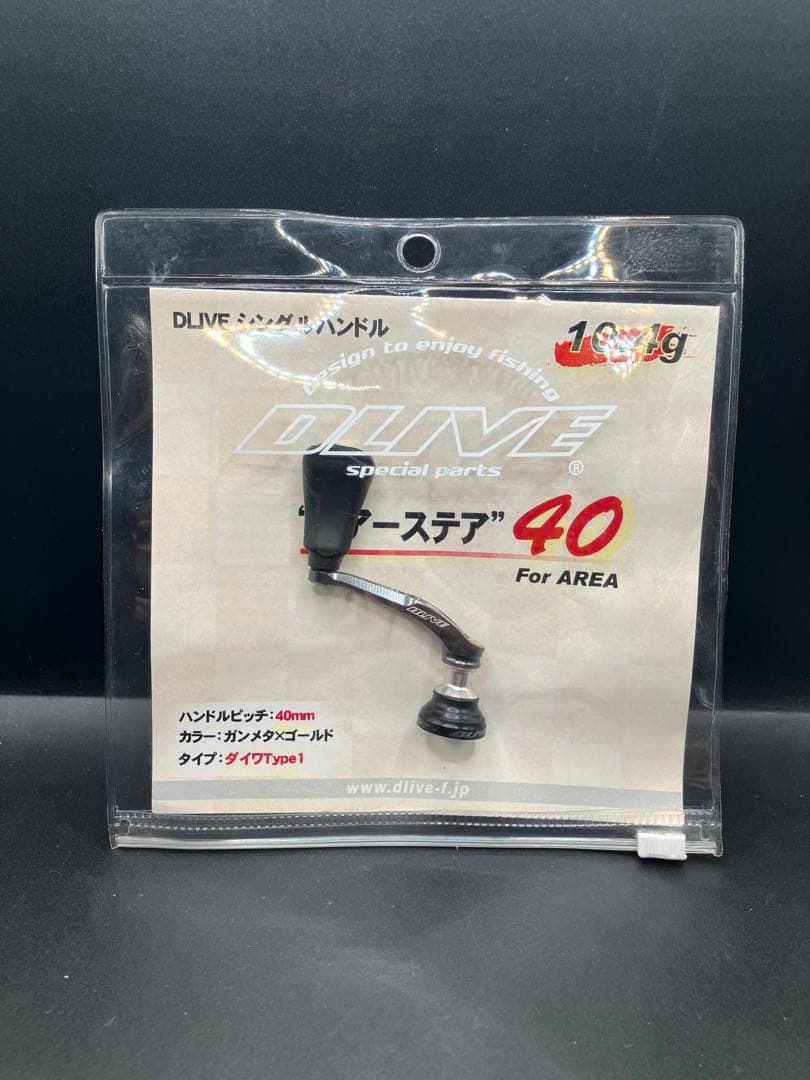 DLIVE シングルハンドル
10.4g
Design to enjoy fishing
DLIVE
special parts
®
アーステア” 40
For AREA
DLIVE
ハンドルピッチ:40mm
カラー:ガンメタ×ゴールド
タイプ:ダイワType1
www.dlive-f.jp